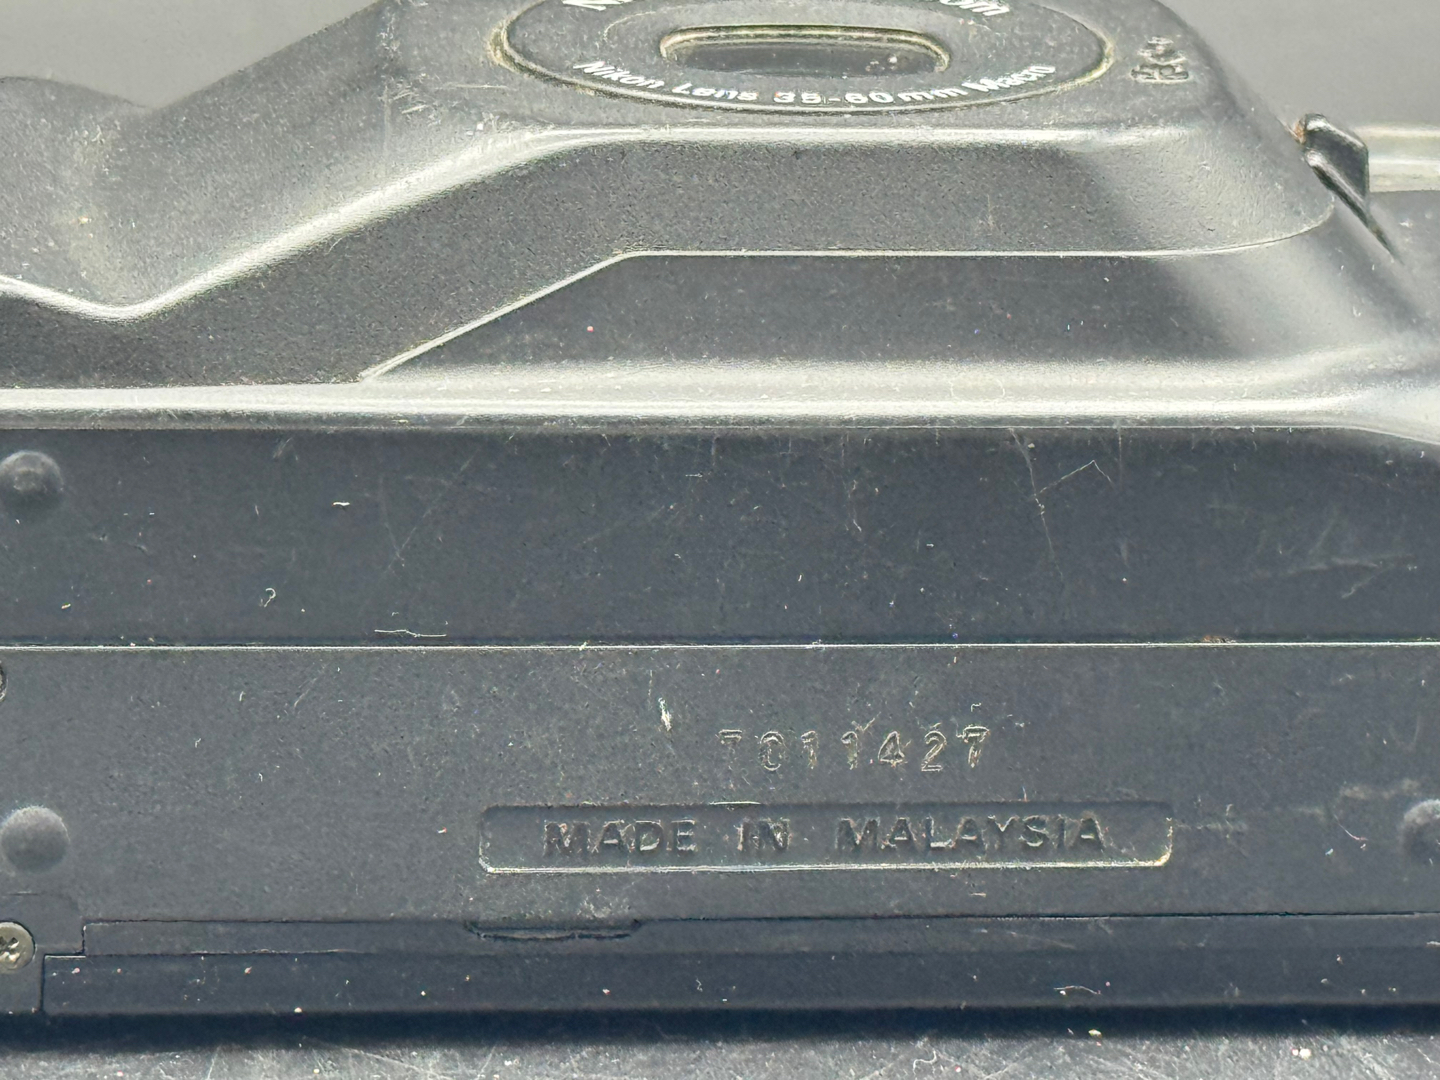 Nikon Lens 35-80mm Macro
7011427
MADE IN MALAYSIA